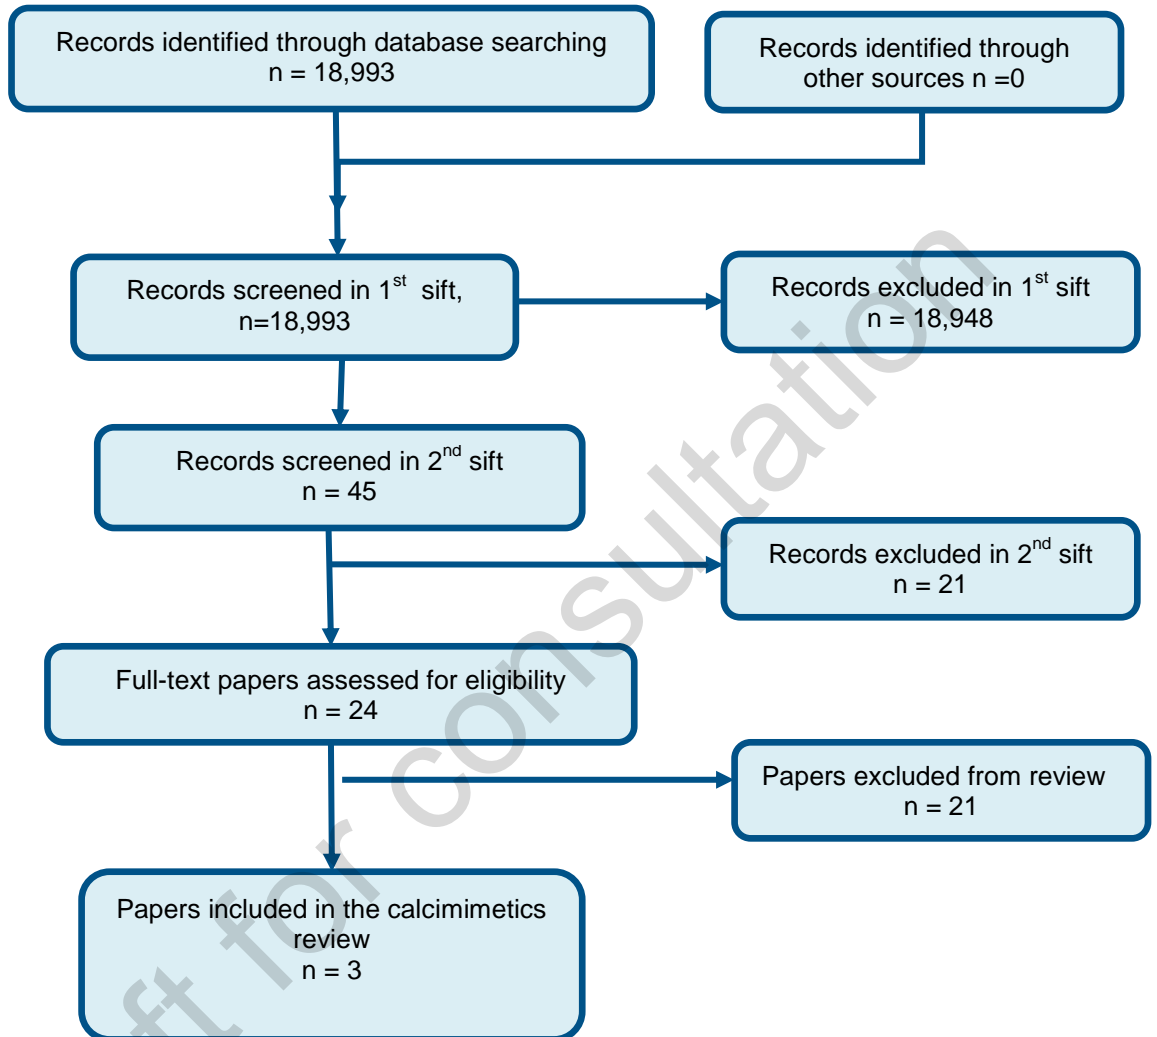 Records identified through database searching
n = 18,993
Records identified through
other sources n =0
Records screened in 1st sift,
n=18,993
Records excluded in 1st sift
n = 18,948
Records screened in 2nd sift
n = 45
Records excluded in 2nd sift
n = 21
Full-text papers assessed for eligibility
n = 24
Papers excluded from review
n = 21
Papers included in the calcimimetics
review
n = 3
ft for consultation